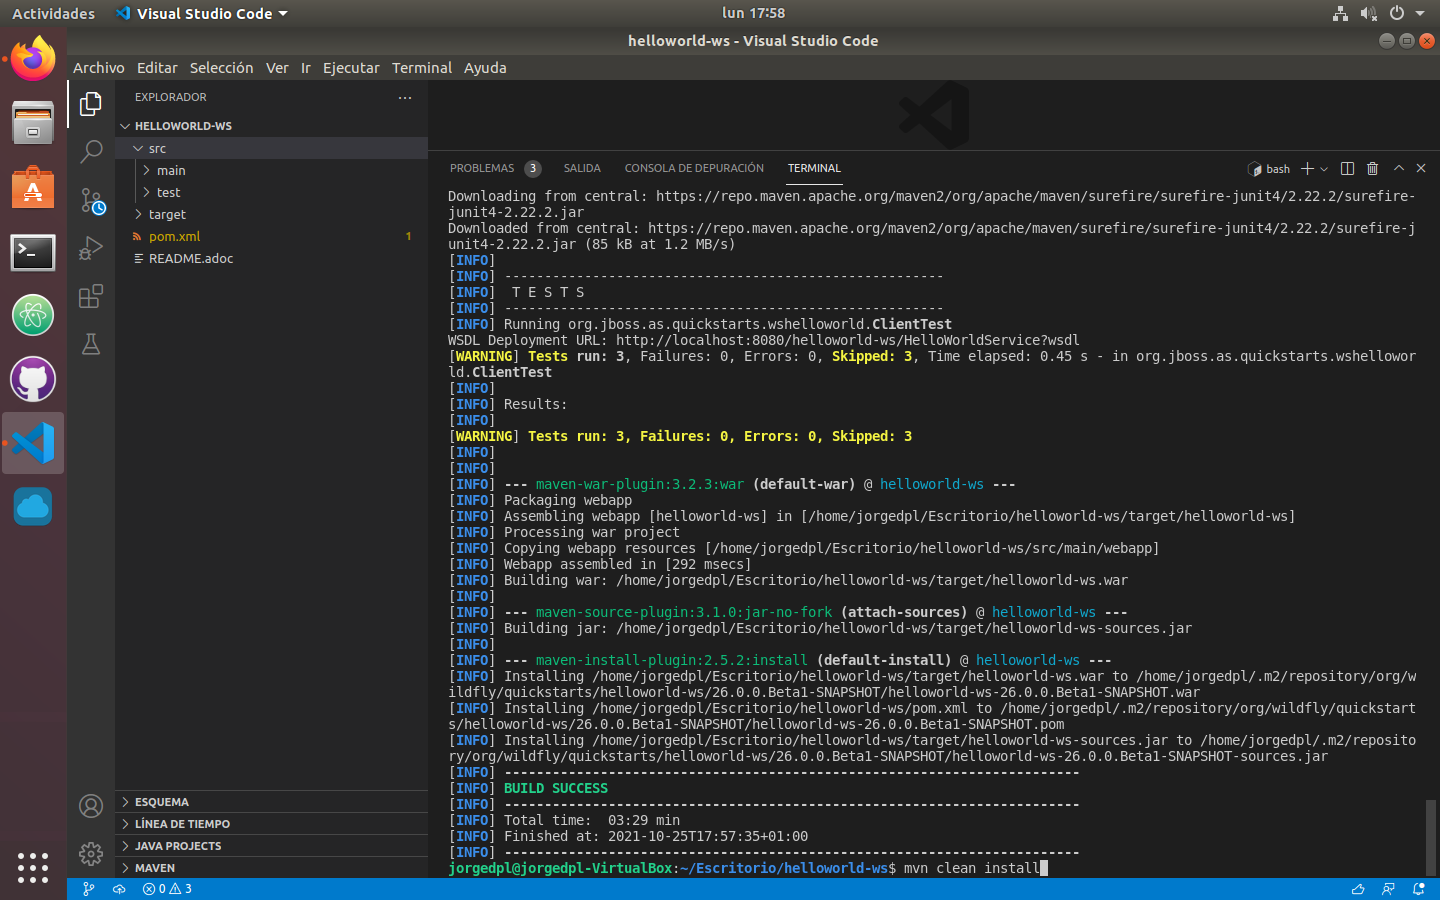 Actividades
Visual Studio Code
lun 17:58
helloworld-ws - Visual Studio Code
Archivo Editar Selección Ver Ir Ejecutar Terminal Ayuda
EXPLORADOR
HELLOWORLD-WS
src
main
test
target
pom.xml 1
README.adoc
ESQUEMA
LÍNEA DE TIEMPO
JAVA PROJECTS
MAVEN
PROBLEMAS 3 SALIDA CONSOLA DE DEPURACIÓN TERMINAL
bash
Downloading from central: https://repo.maven.apache.org/maven2/org/apache/maven/surefire/surefire-junit4/2.22.2/surefire-
junit4-2.22.2.jar
Downloaded from central: https://repo.maven.apache.org/maven2/org/apache/maven/surefire/surefire-junit4/2.22.2/surefire-j
unit4-2.22.2.jar (85 kB at 1.2 MB/s)
[INFO]
[INFO] -------------------------------------------------------
[INFO]  T E S T S
[INFO] -------------------------------------------------------
[INFO] Running org.jboss.as.quickstarts.wshelloworld.ClientTest
WSDL Deployment URL: http://localhost:8080/helloworld-ws/HelloWorldService?wsdl
[WARNING] Tests run: 3, Failures: 0, Errors: 0, Skipped: 3, Time elapsed: 0.45 s - in org.jboss.as.quickstarts.wshellowor
ld.ClientTest
[INFO]
[INFO] Results:
[INFO]
[WARNING] Tests run: 3, Failures: 0, Errors: 0, Skipped: 3
[INFO]
[INFO]
[INFO] --- maven-war-plugin:3.2.3:war (default-war) @ helloworld-ws ---
[INFO] Packaging webapp
[INFO] Assembling webapp [helloworld-ws] in [/home/jorgedpl/Escritorio/helloworld-ws/target/helloworld-ws]
[INFO] Processing war project
[INFO] Copying webapp resources [/home/jorgedpl/Escritorio/helloworld-ws/src/main/webapp]
[INFO] Webapp assembled in [292 msecs]
[INFO] Building war: /home/jorgedpl/Escritorio/helloworld-ws/target/helloworld-ws.war
[INFO]
[INFO] --- maven-source-plugin:3.1.0:jar-no-fork (attach-sources) @ helloworld-ws ---
[INFO] Building jar: /home/jorgedpl/Escritorio/helloworld-ws/target/helloworld-ws-sources.jar
[INFO]
[INFO] --- maven-install-plugin:2.5.2:install (default-install) @ helloworld-ws ---
[INFO] Installing /home/jorgedpl/Escritorio/helloworld-ws/target/helloworld-ws.war to /home/jorgedpl/.m2/repository/org/w
ildfly/quickstarts/helloworld-ws/26.0.0.Beta1-SNAPSHOT/helloworld-ws-26.0.0.Beta1-SNAPSHOT.war
[INFO] Installing /home/jorgedpl/Escritorio/helloworld-ws/pom.xml to /home/jorgedpl/.m2/repository/org/wildfly/quickstart
s/helloworld-ws/26.0.0.Beta1-SNAPSHOT/helloworld-ws-26.0.0.Beta1-SNAPSHOT.pom
[INFO] Installing /home/jorgedpl/Escritorio/helloworld-ws/target/helloworld-ws-sources.jar to /home/jorgedpl/.m2/reposito
ry/org/wildfly/quickstarts/helloworld-ws/26.0.0.Beta1-SNAPSHOT/helloworld-ws-26.0.0.Beta1-SNAPSHOT-sources.jar
[INFO] ------------------------------------------------------------------------
[INFO] BUILD SUCCESS
[INFO] ------------------------------------------------------------------------
[INFO] Total time:  03:29 min
[INFO] Finished at: 2021-10-25T17:57:35+01:00
[INFO] ------------------------------------------------------------------------
jorgedpl@jorgedpl-VirtualBox:~/Escritorio/helloworld-ws$ mvn clean install
0 3